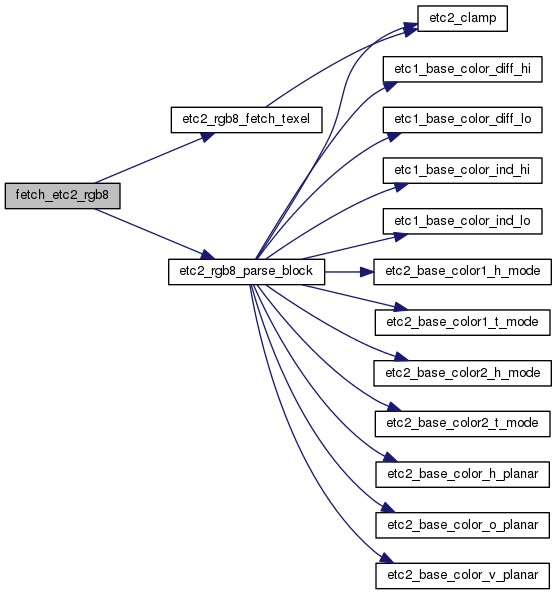 etc2_clamp
etc1_base_color_diff_hi
etc2_rgb8_fetch_texel
etc1_base_color_diff_lo
etc1_base_color_ind_hi
fetch_etc2_rgb8
etc1_base_color_ind_lo
etc2_rgb8_parse_block
etc2_base_color1_h_mode
etc2_base_color1_t_mode
etc2_base_color2_h_mode
etc2_base_color2_t_mode
etc2_base_color_h_planar
etc2_base_color_o_planar
etc2_base_color_v_planar